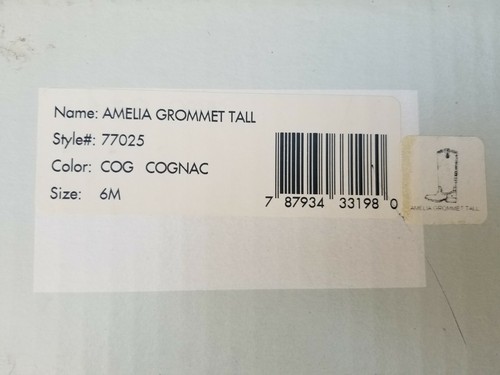 Name: AMELIA GROMMET TALL
Style#: 77025
Color: COG COGNAC
Size: 6M
7 87934 33198 0
AMELIA GROMMET TALL